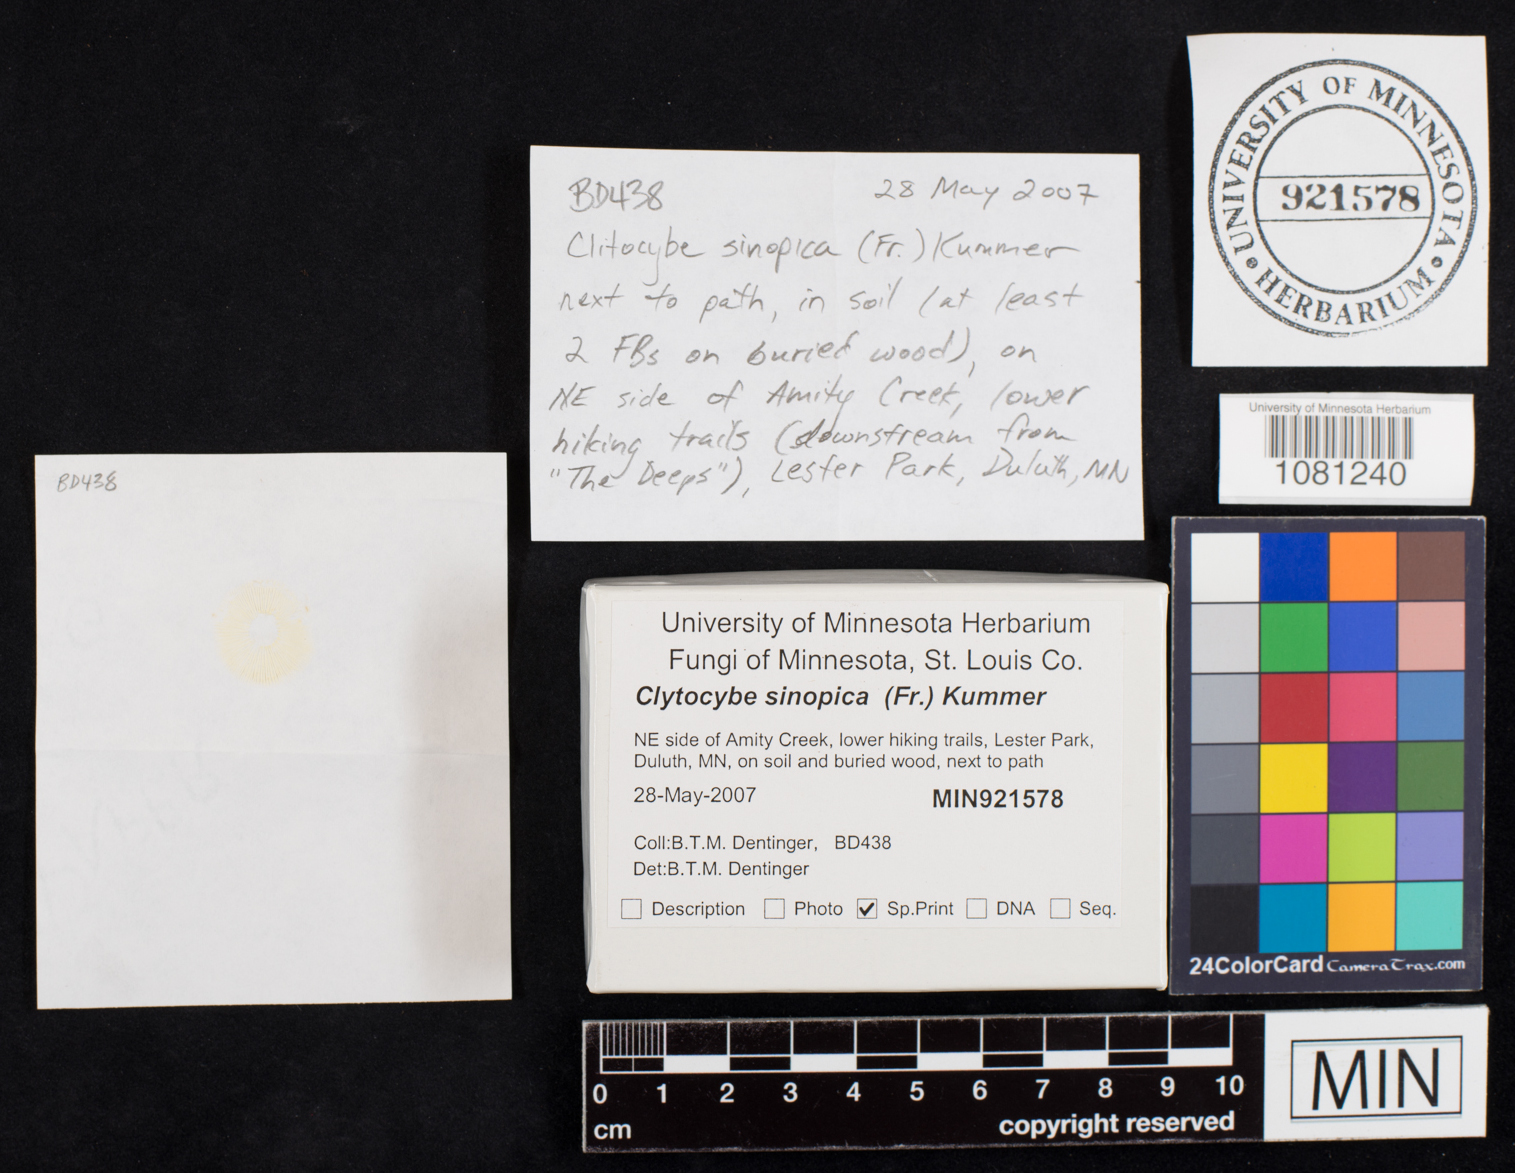 UNIVERSITY OF MINNESOTA
921578
• HERBARIUM •
BD438
28 May 2007
Clitocybe sinopica (Fr.) Kummer
next to path, in soil (at least
2 FBs on buried wood), on
NE side of Amity Creek, lower
hiking trails (downstream from
"The Deeps"), Lester Park, Duluth, MN
University of Minnesota Herbarium
1081240
BD438
University of Minnesota Herbarium
Fungi of Minnesota, St. Louis Co.
Clytocybe sinopica (Fr.) Kummer
NE side of Amity Creek, lower hiking trails, Lester Park,
Duluth, MN, on soil and buried wood, next to path
28-May-2007 MIN921578
Coll:B.T.M. Dentinger, BD438
Det:B.T.M. Dentinger
Description Photo Sp.Print DNA Seq.
24ColorCard CameraTrax.com
0 1 2 3 4 5 6 7 8 9 10
cm copyright reserved
MIN